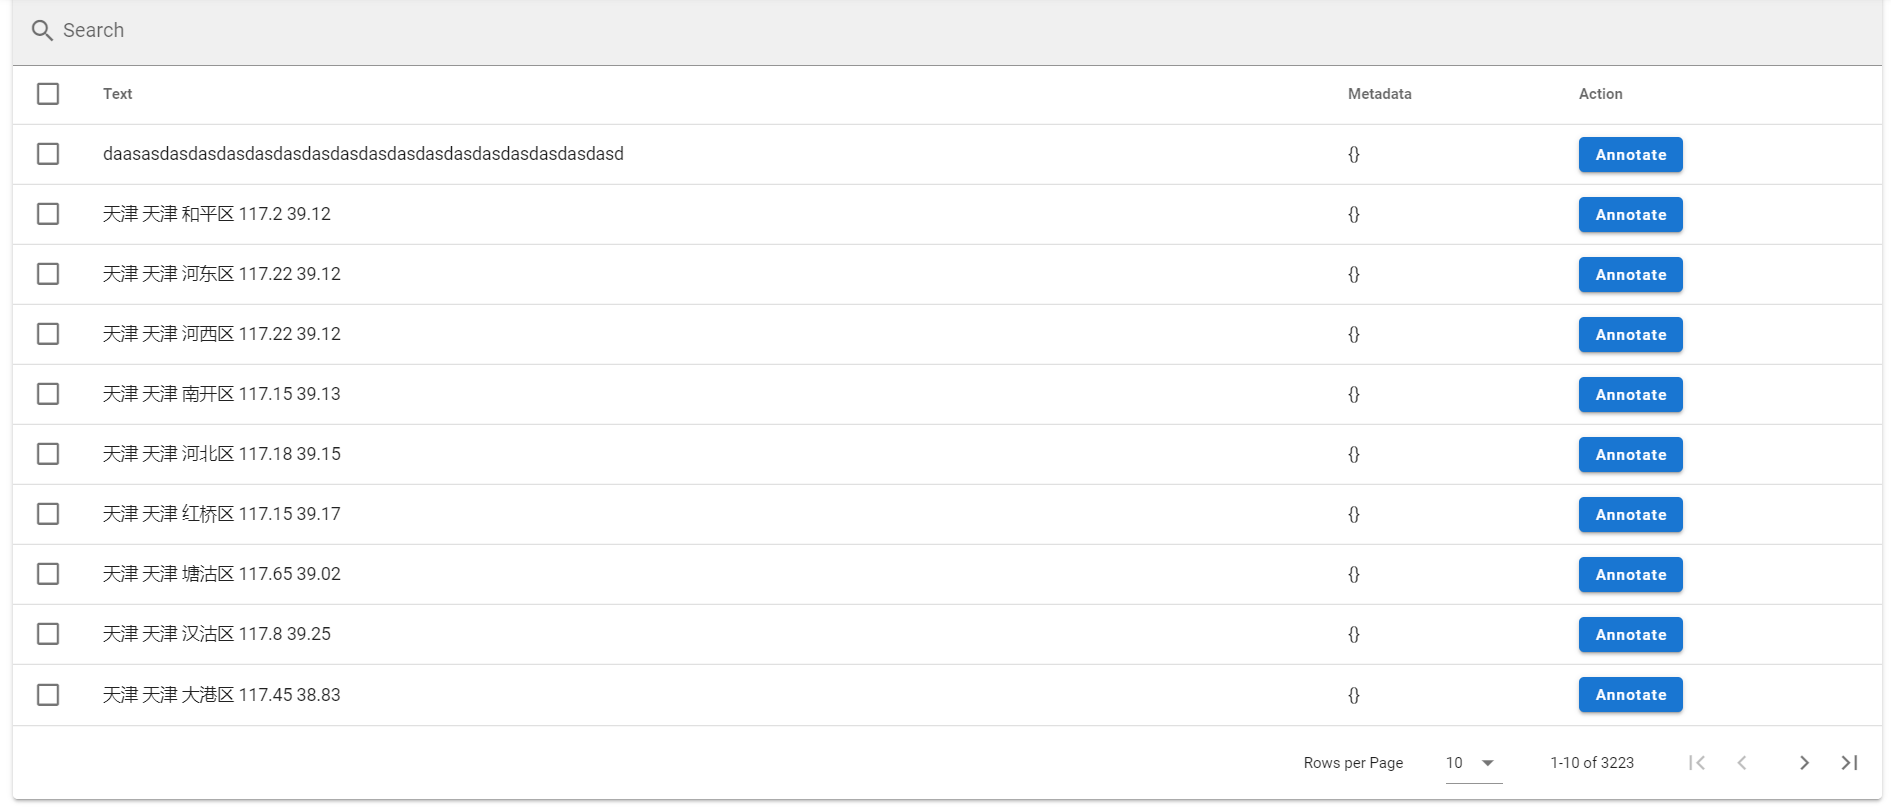 Search
Text Metadata Action
daasasdasdasdasdasdasdasdasdasdasdasdasdasdasdasdasd {} Annotate
天津 天津 和平区 117.2 39.12 {} Annotate
天津 天津 河东区 117.22 39.12 {} Annotate
天津 天津 河西区 117.22 39.12 {} Annotate
天津 天津 南开区 117.15 39.13 {} Annotate
天津 天津 河北区 117.18 39.15 {} Annotate
天津 天津 红桥区 117.15 39.17 {} Annotate
天津 天津 塘沽区 117.65 39.02 {} Annotate
天津 天津 汉沽区 117.8 39.25 {} Annotate
天津 天津 大港区 117.45 38.83 {} Annotate
Rows per Page 10 1-10 of 3223